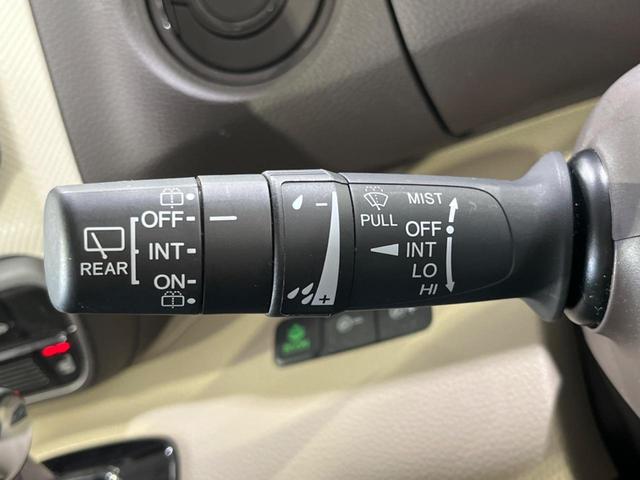 REAR
OFF
INT
ON
−
+
PULL
MIST
OFF
INT
LO
HI